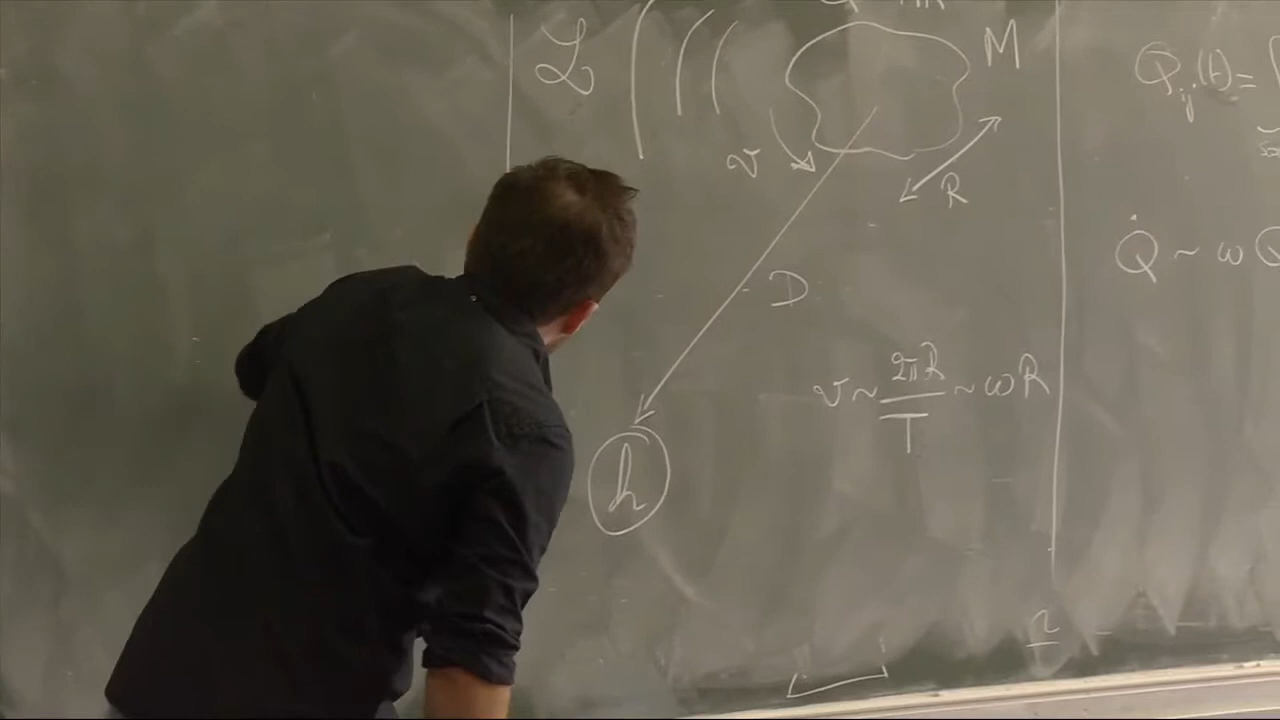 ℒ
M
Q_ij(t) =
v
R
Q̇ ~ ω Q
D
v ~ 2πR/T ~ ωR
h